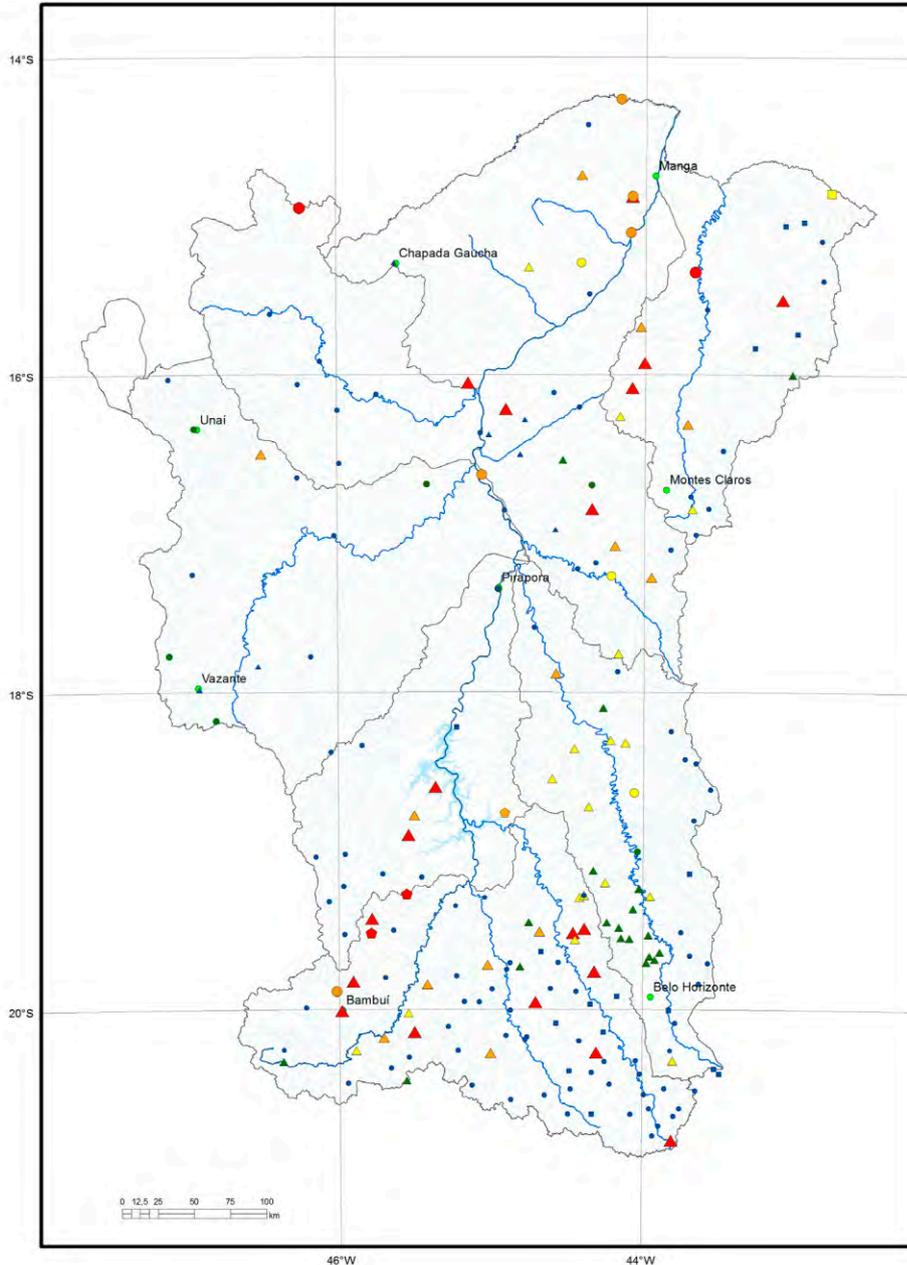 14°S
Manga
Chapada Gaúcha
16°S
Unaí
Montes Claros
Pirapora
Vazante
18°S
Belo Horizonte
Bambuí
20°S
0 12,5 25 50 75 100
km
46°W 44°W